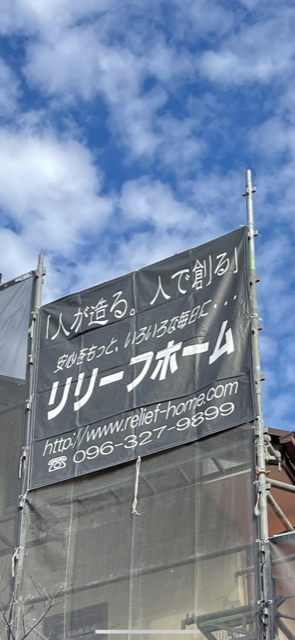 「人が造る。人で創る」
安心をもっと、いろいろな毎日に・・・
リリーフホーム
http://www.relief-home.com
☏ 096-327-9899